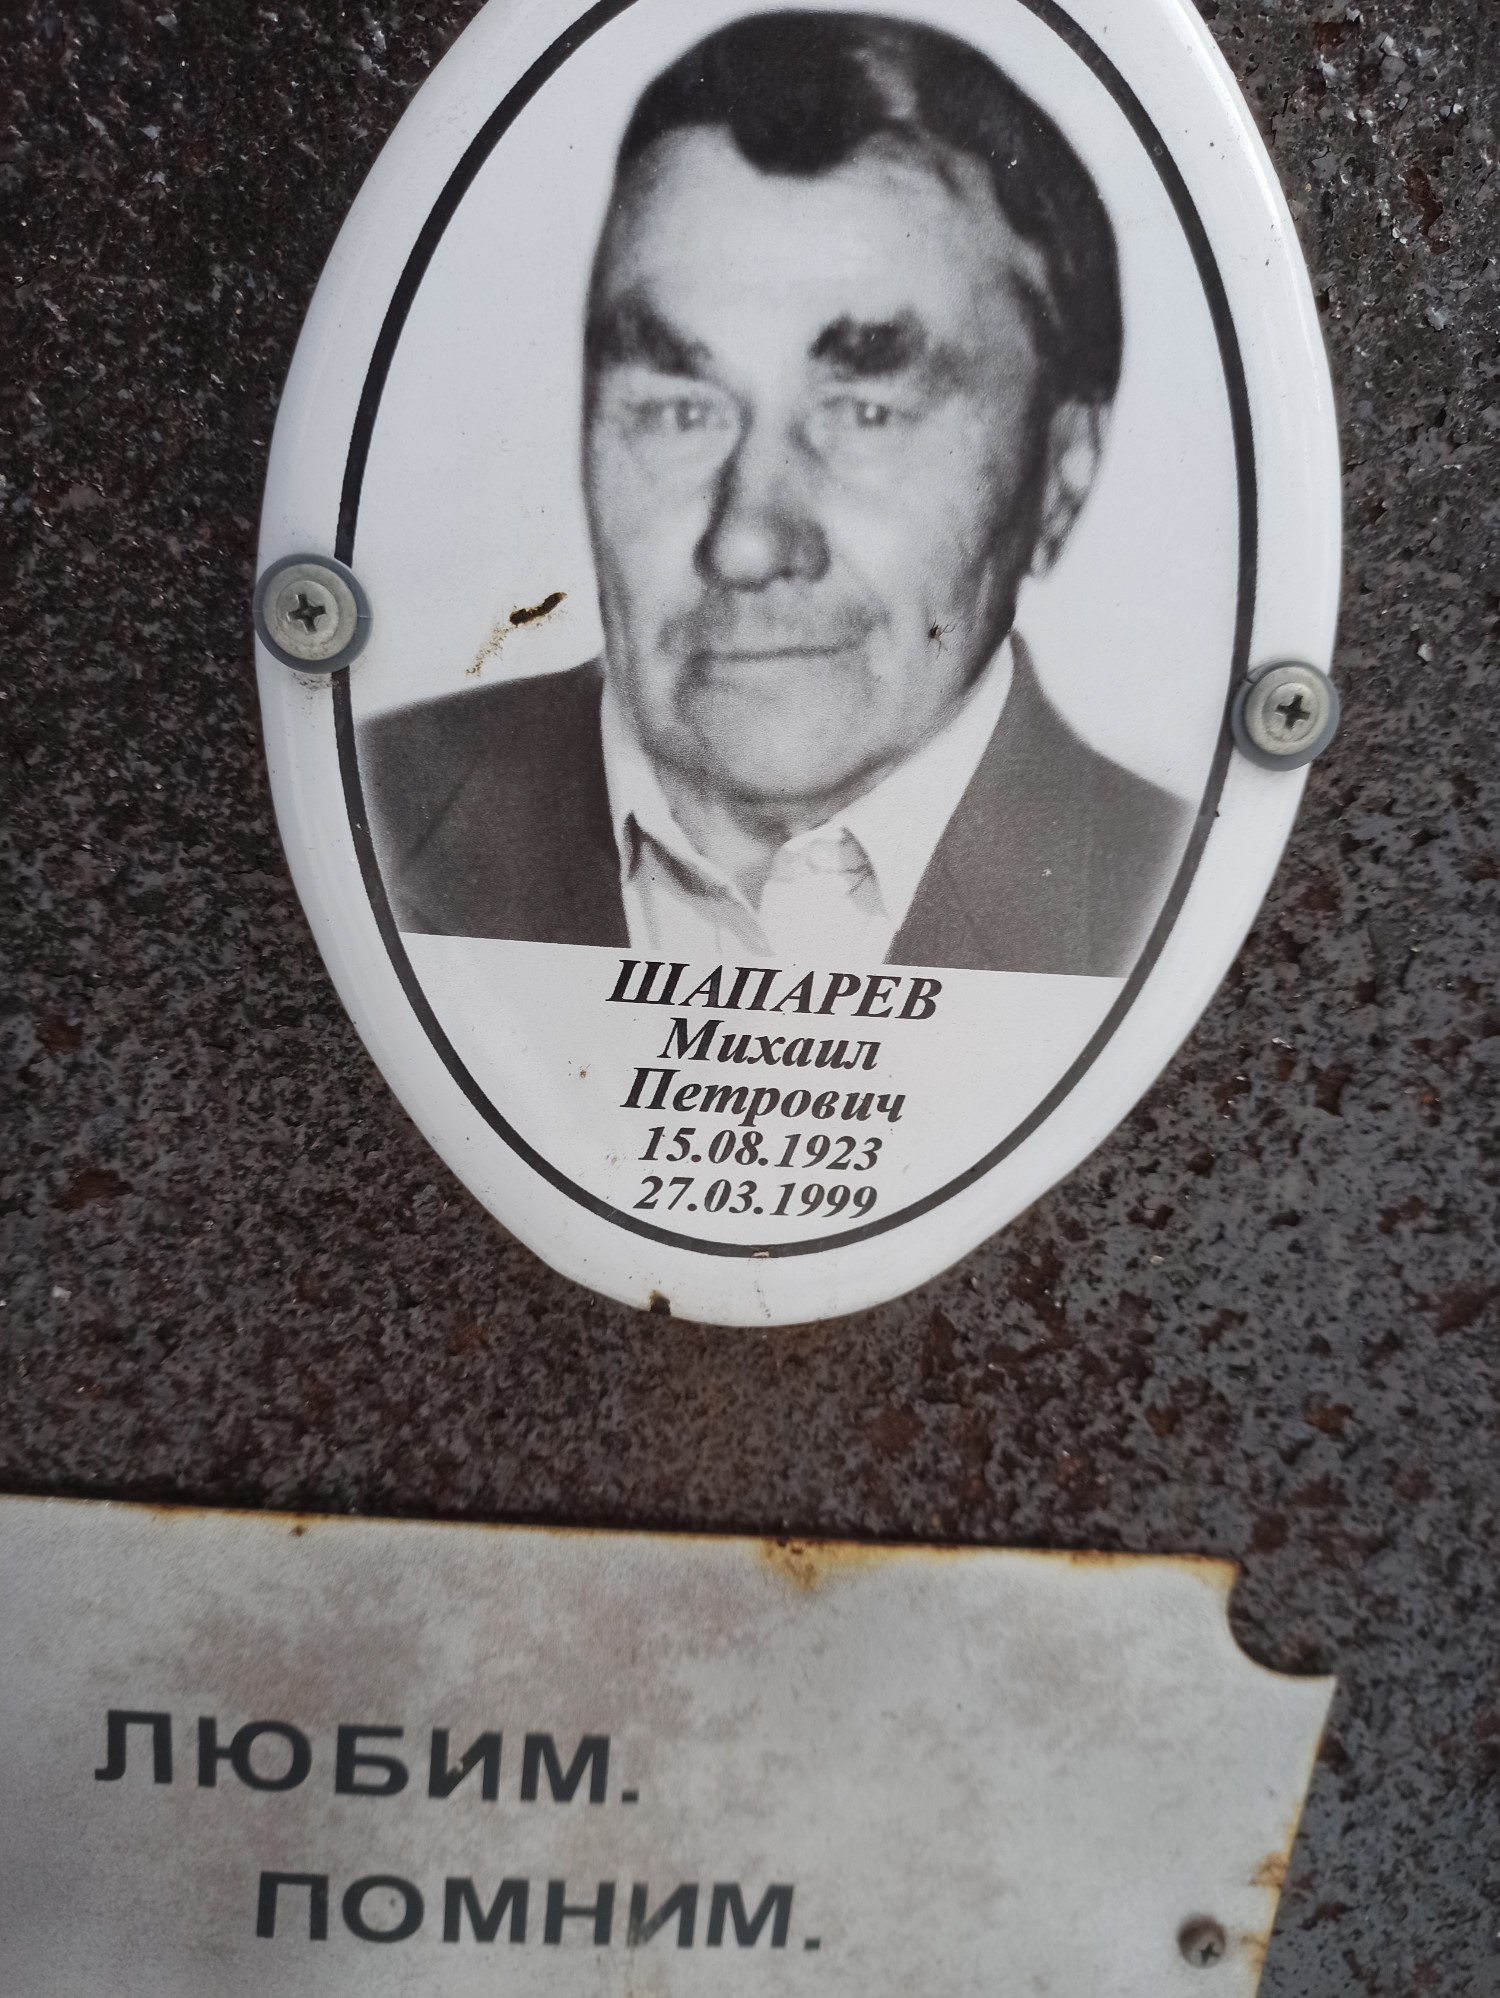 ШАПАРЕВ
Михаил
Петрович
15.08.1923
27.03.1999
ЛЮБИМ.
ПОМНИМ.